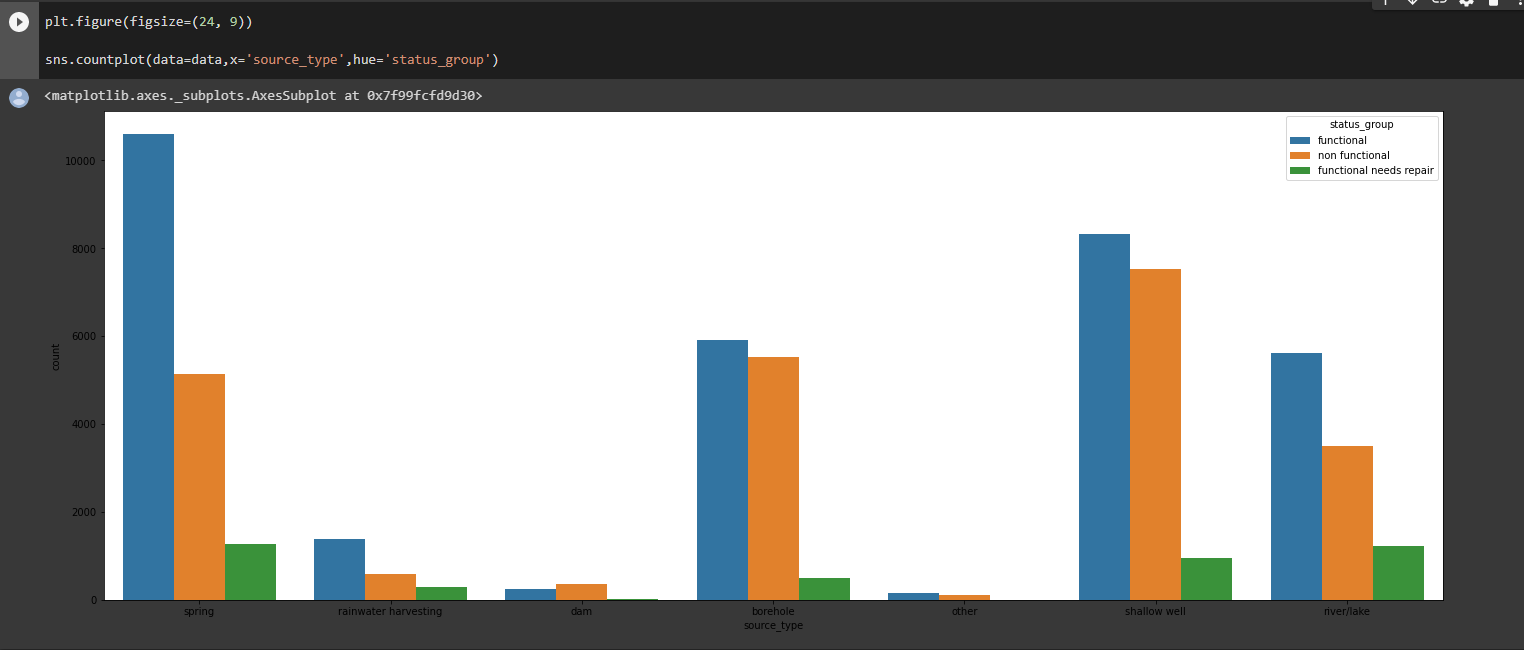 plt.figure(figsize=(24, 9))
sns.countplot(data=data,x='source_type',hue='status_group')
<matplotlib.axes._subplots.AxesSubplot at 0x7f99fcfd9d30>
status_group
functional
non functional
functional needs repair
10000
8000
6000
4000
2000
0
count
spring
rainwater harvesting
dam
borehole
other
shallow well
river/lake
source_type